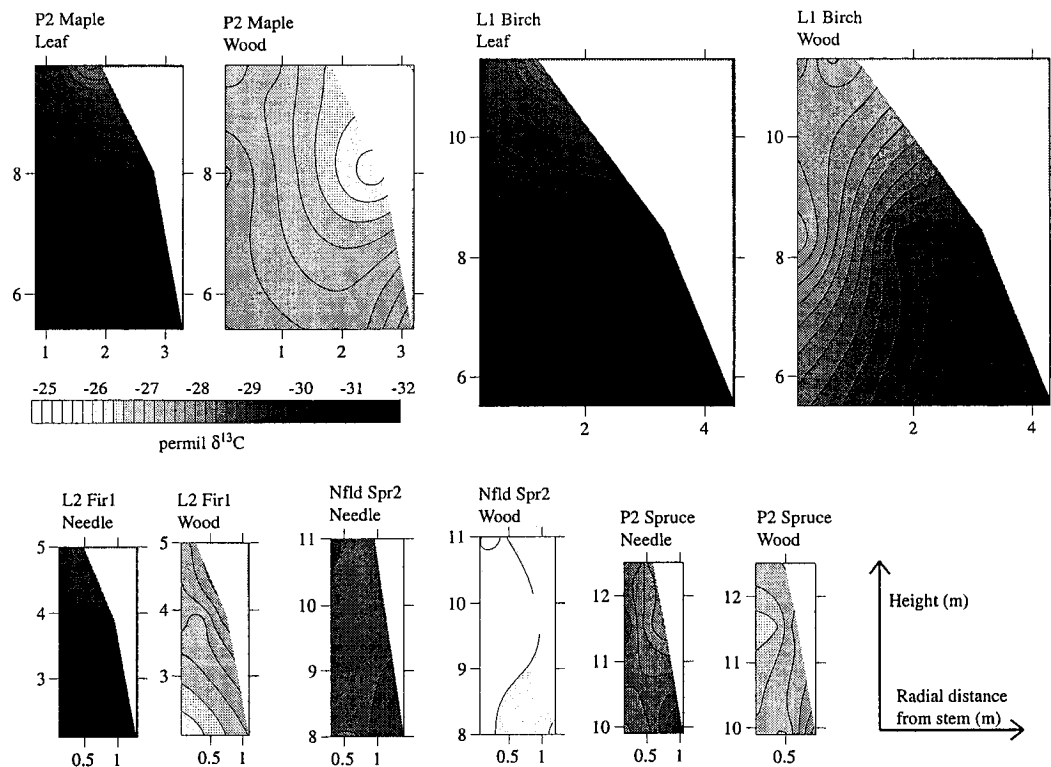 P2 Maple
Leaf
P2 Maple
Wood
L1 Birch
Leaf
L1 Birch
Wood
8
6
1
2
3
8
6
1
2
3
10
8
6
2
4
10
8
6
2
4
-25 -26 -27 -28 -29 -30 -31 -32
permil δ¹³C
L2 Fir1
Needle
L2 Fir1
Wood
Nfld Spr2
Needle
Nfld Spr2
Wood
P2 Spruce
Needle
P2 Spruce
Wood
5
4
3
0.5 1
5
4
3
0.5 1
11
10
9
8
0.5 1
11
10
9
8
0.5 1
12
11
10
0.5 1
12
11
10
0.5
Height (m)
Radial distance
from stem (m)